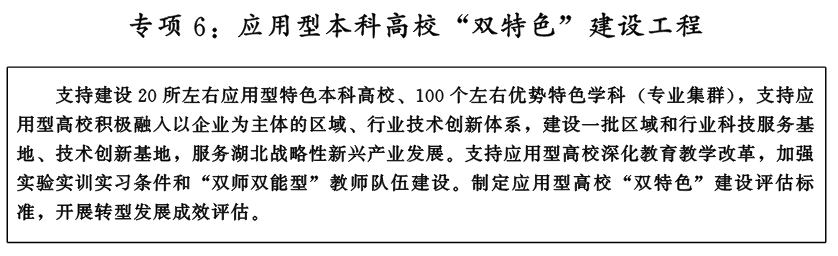 专项 6：应用型本科高校“双特色”建设工程
支持建设 20 所左右应用型特色本科高校、100 个左右优势特色学科（专业集群），支持应
用型高校积极融入以企业为主体的区域、行业技术创新体系，建设一批区域和行业科技服务基
地、技术创新基地，服务湖北战略性新兴产业发展。支持应用型高校深化教育教学改革，加强
实验实训实习条件和“双师双能型”教师队伍建设。制定应用型高校“双特色”建设评估标
准，开展转型发展成效评估。